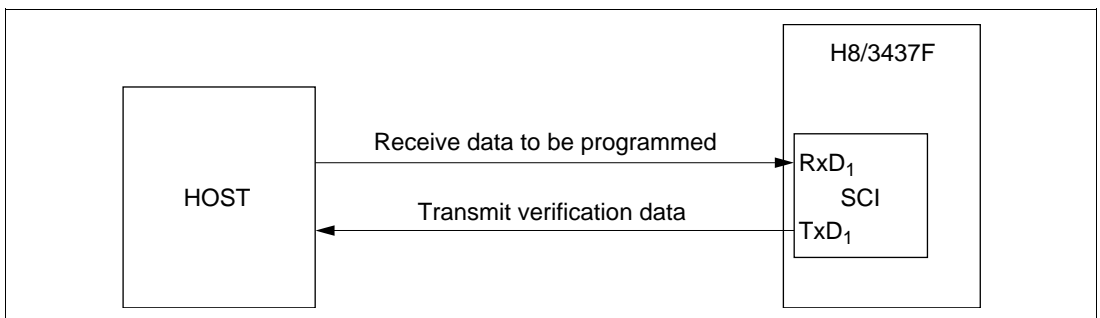 H8/3437F
Receive data to be programmed
RxD₁
HOST
SCI
Transmit verification data
TxD₁